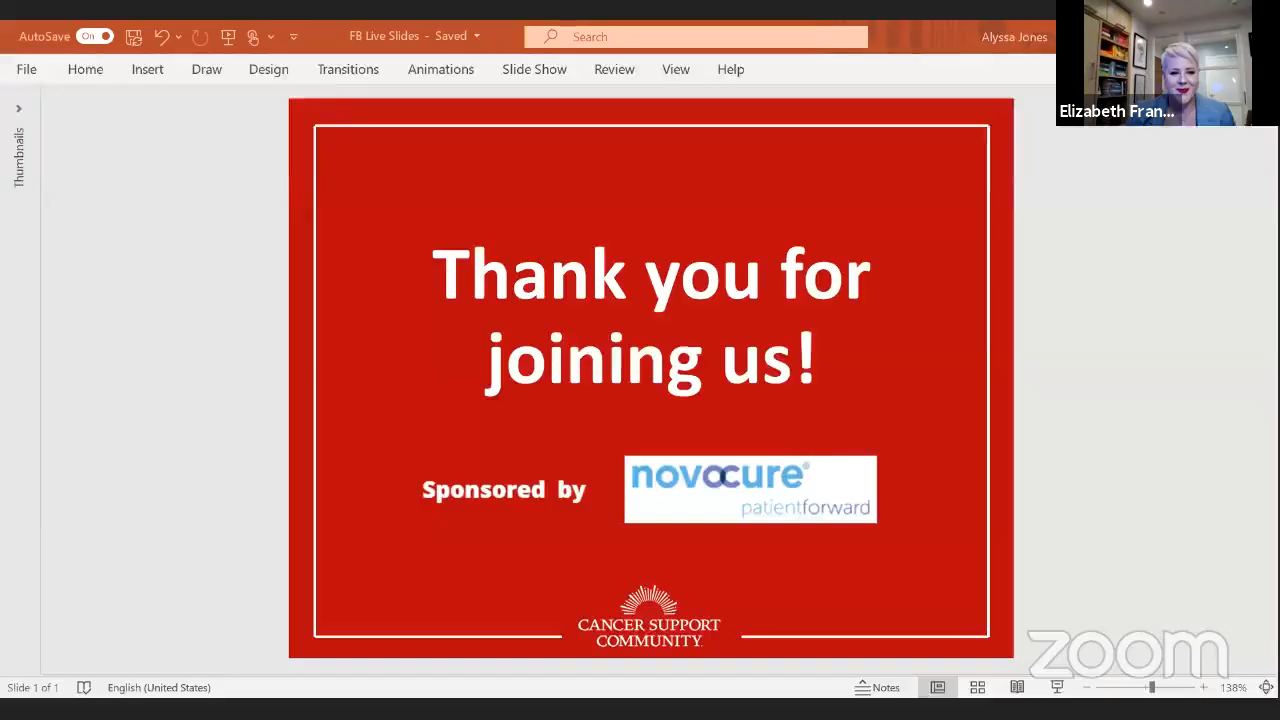 AutoSave On
FB Live Slides - Saved
Search
Alyssa Jones
File Home Insert Draw Design Transitions Animations Slide Show Review View Help
Elizabeth Fran...
Thumbnails
Thank you for
joining us!
Sponsored by
novocure®
patientforward
CANCER SUPPORT
COMMUNITY
zoom
Slide 1 of 1 English (United States) Notes 138%